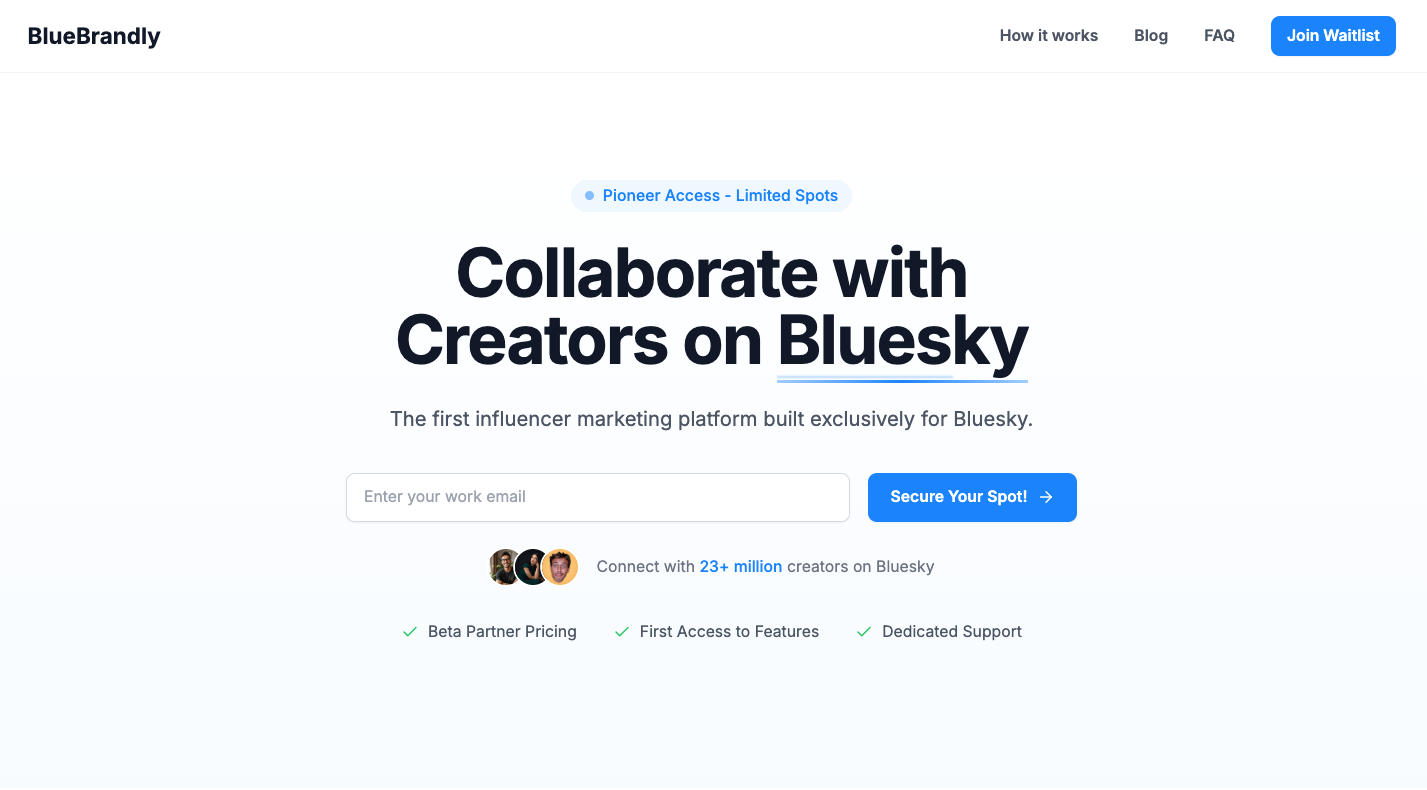 BlueBrandly
How it works
Blog
FAQ
Join Waitlist
Pioneer Access - Limited Spots
Collaborate with
Creators on Bluesky
The first influencer marketing platform built exclusively for Bluesky.
Enter your work email
Secure Your Spot!
Connect with 23+ million creators on Bluesky
Beta Partner Pricing
First Access to Features
Dedicated Support